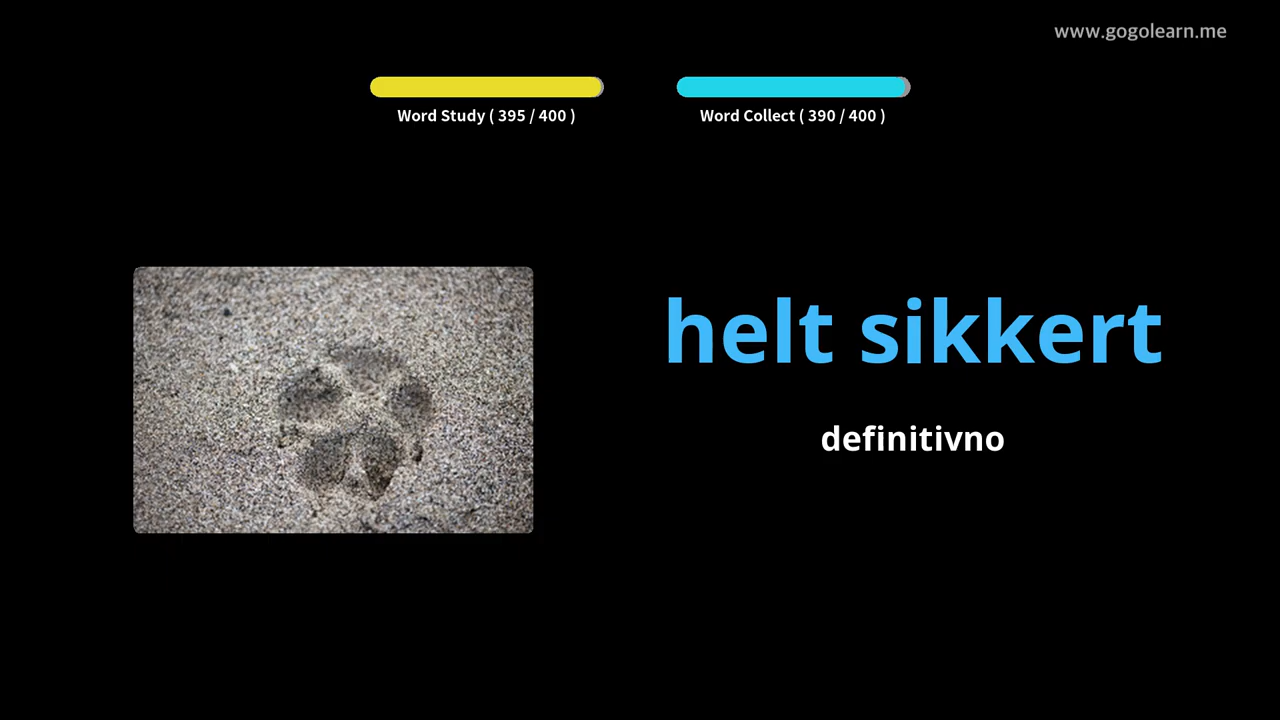 www.gogolearn.me
Word Study ( 395 / 400 )
Word Collect ( 390 / 400 )
helt sikkert
definitivno